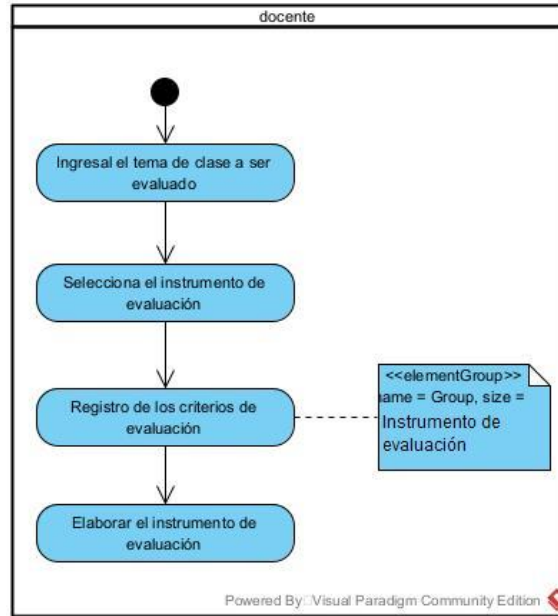 docente
Ingresal el tema de clase a ser
evaluado
Selecciona el instrumento de
evaluación
Registro de los criterios de
evaluación
<<elementGroup>>
name = Group, size =
Instrumento de
evaluación
Elaborar el instrumento de
evaluación
Powered By Visual Paradigm Community Edition